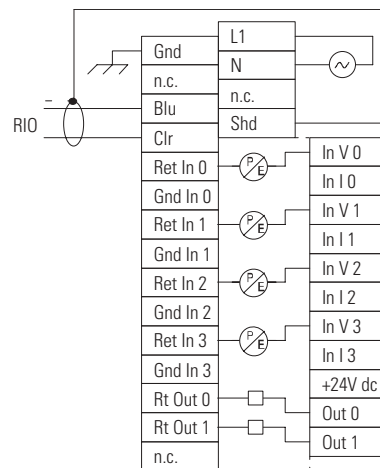 L1
Gnd
N
n.c.
n.c.
Blu
Shd
RIO
Clr
Ret In 0
P/E
In V 0
Gnd In 0
In I 0
Ret In 1
P/E
In V 1
Gnd In 1
In I 1
Ret In 2
P/E
In V 2
Gnd In 2
In I 2
Ret In 3
P/E
In V 3
Gnd In 3
In I 3
+24V dc
Rt Out 0
Out 0
Rt Out 1
Out 1
n.c.